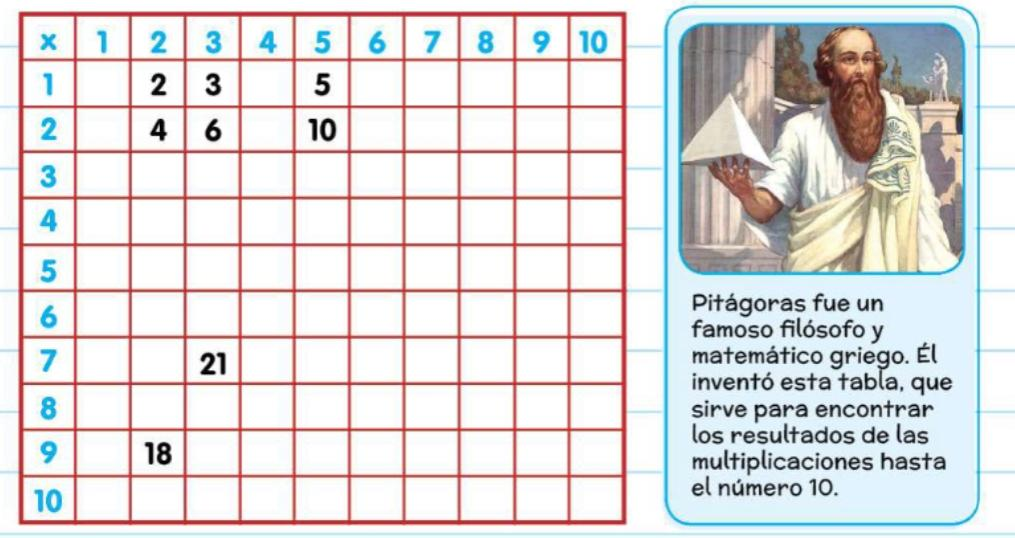 x 1 2 3 4 5 6 7 8 9 10
1 2 3 5
2 4 6 10
3
4
5
6
7 21
8
9 18
10
Pitágoras fue un
famoso filósofo y
matemático griego. Él
inventó esta tabla, que
sirve para encontrar
los resultados de las
multiplicaciones hasta
el número 10.